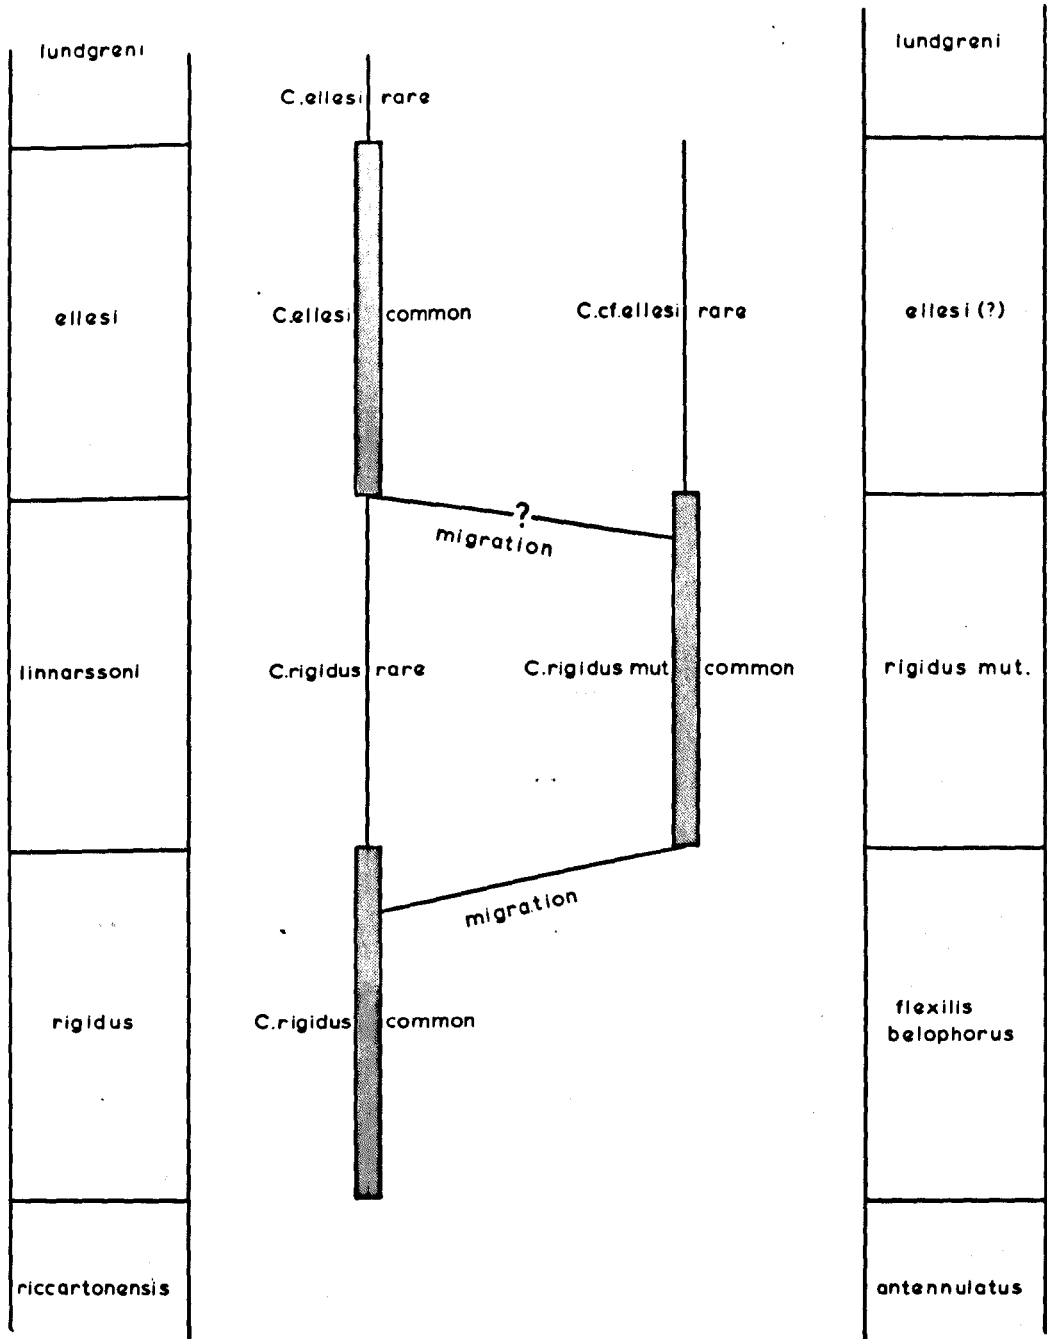 lundgreni
lundgreni
C.ellesi rare
ellesi
C.ellesi common
C.cf.ellesi rare
ellesi (?)
?
migration
linnarssoni
C.rigidus rare
C.rigidus mut. common
rigidus mut.
migration
rigidus
C.rigidus common
flexilis
belophorus
riccartonensis
antennulatus